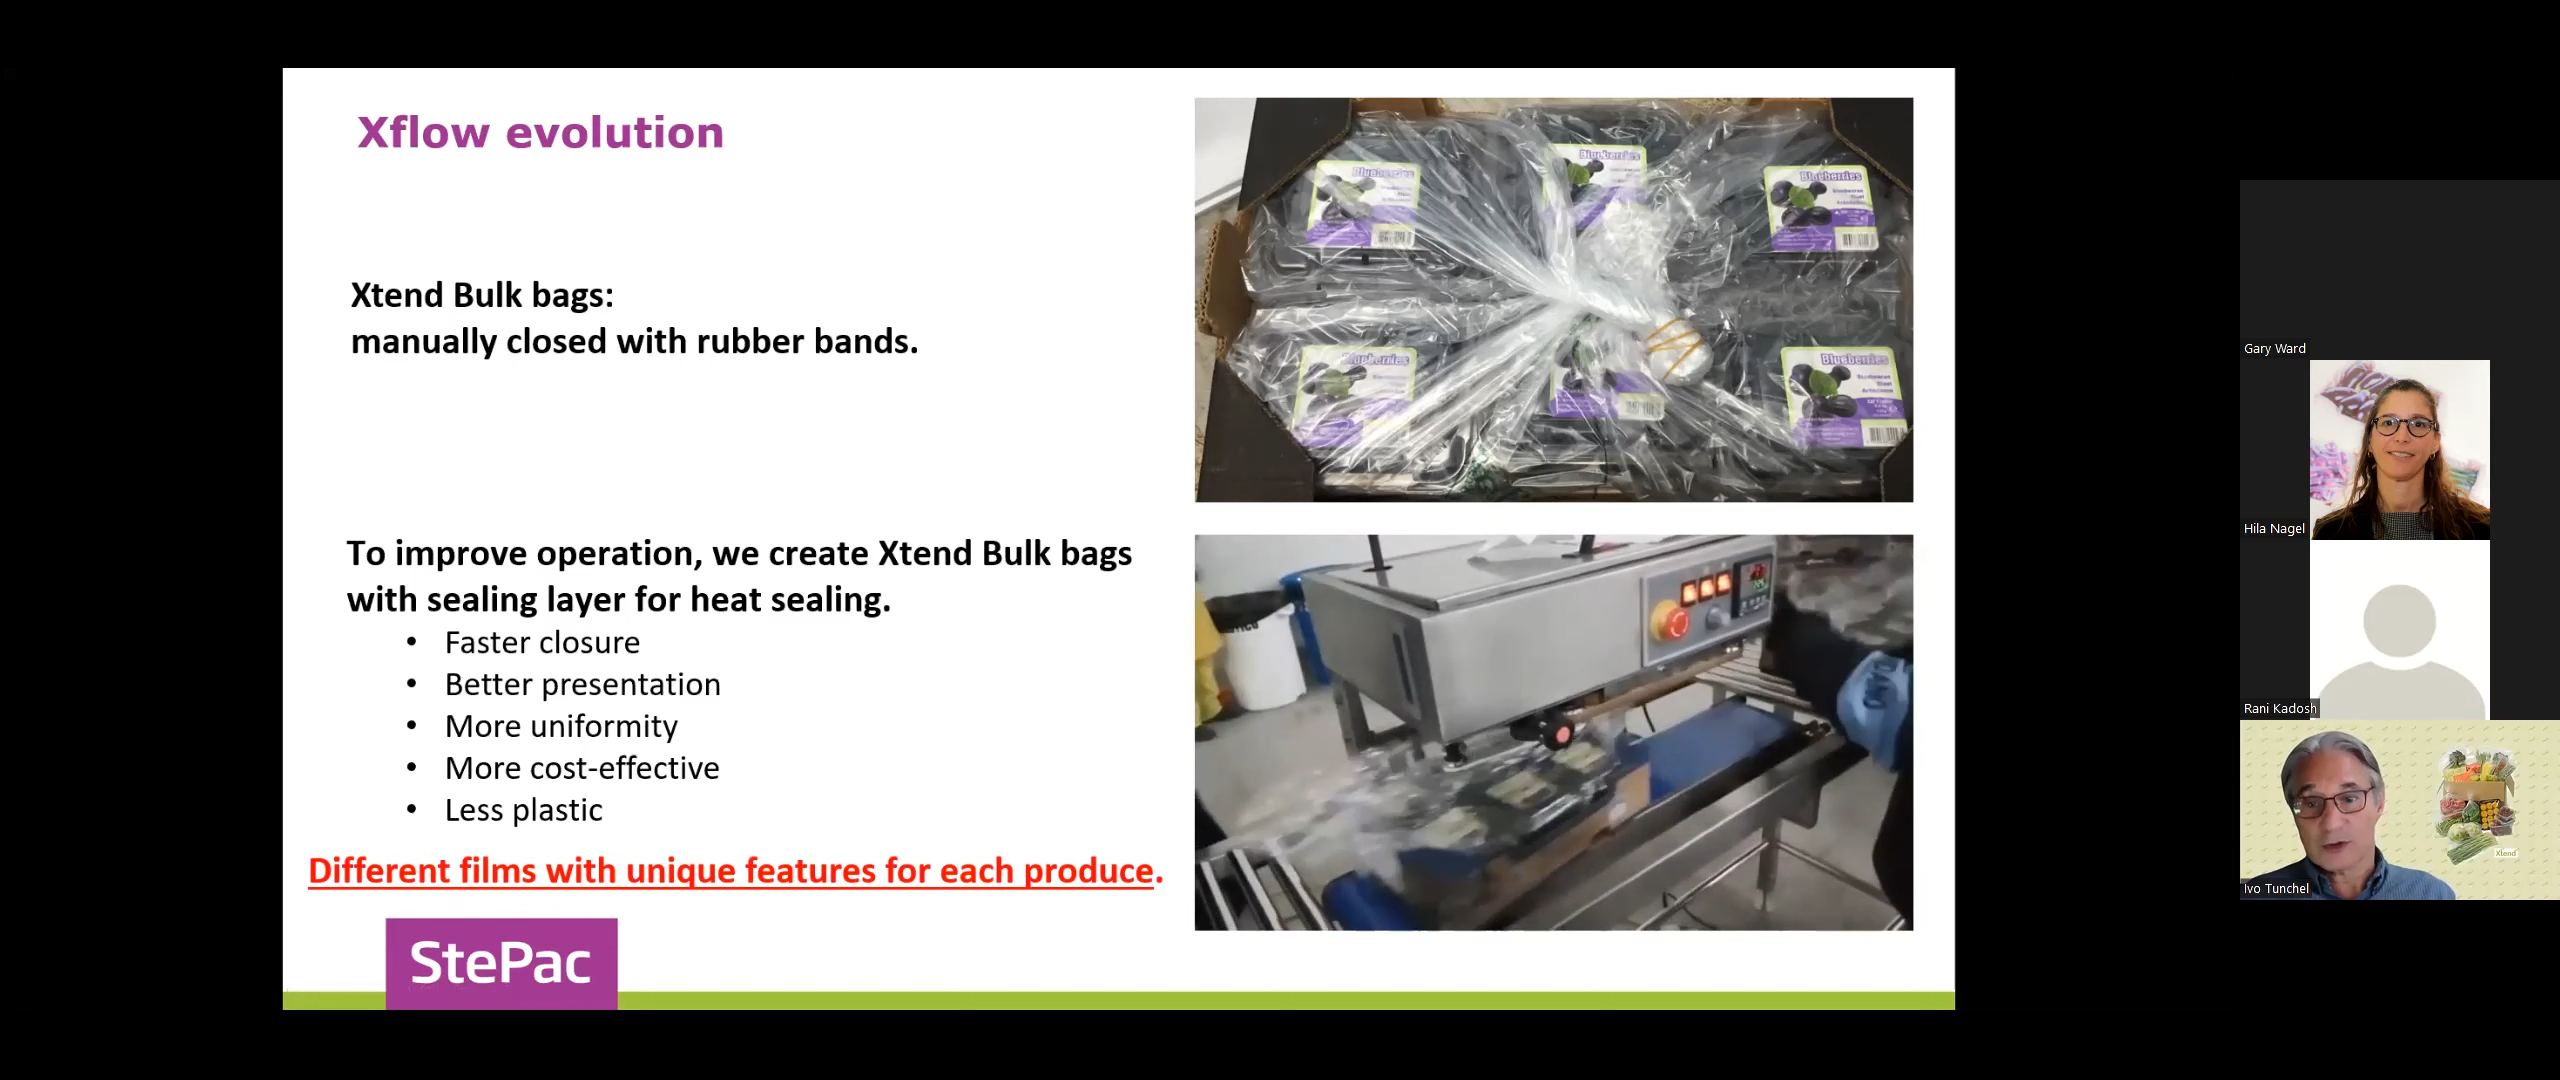 Xflow evolution
Xtend Bulk bags:
manually closed with rubber bands.
To improve operation, we create Xtend Bulk bags
with sealing layer for heat sealing.
• Faster closure
• Better presentation
• More uniformity
• More cost-effective
• Less plastic
Different films with unique features for each produce.
StePac
Blueberries
Blueberries
Blueberries
Blueberries
Blueberries
Gary Ward
Hila Nagel
Rani Kadosh
Xtend
Ivo Tunchel